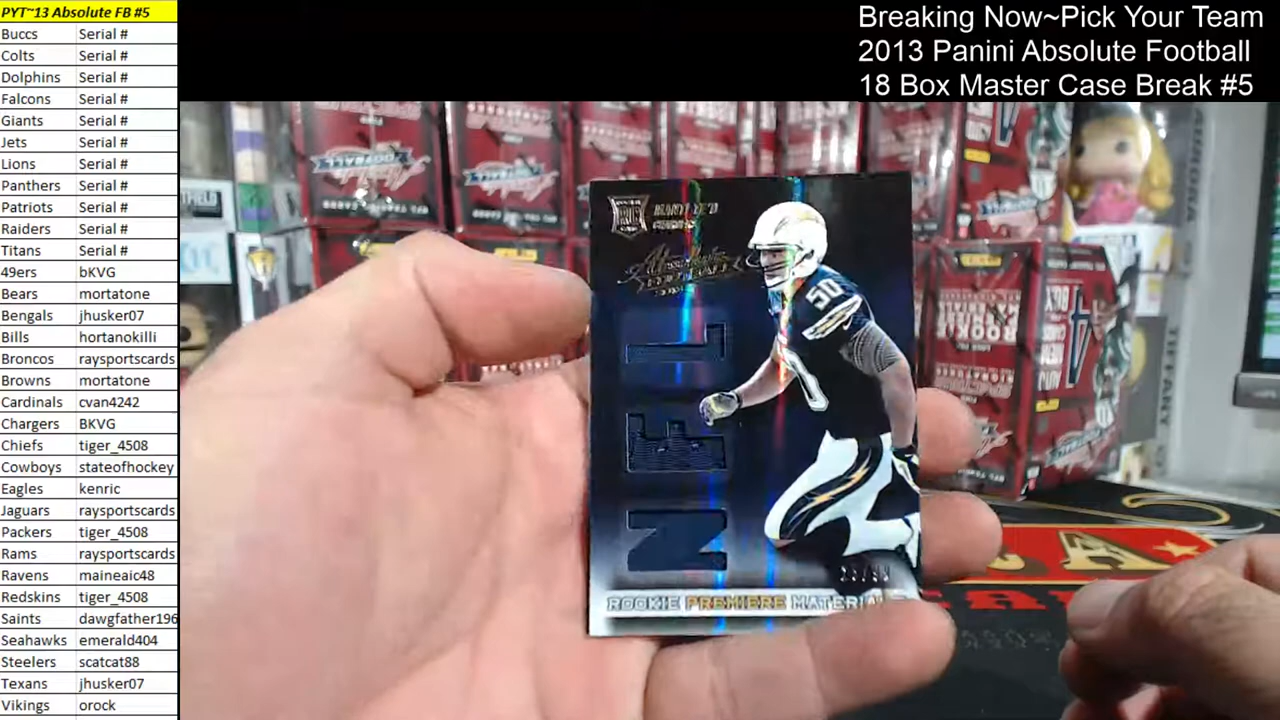 PYT~13 Absolute FB #5
Buccs Serial #
Colts Serial #
Dolphins Serial #
Falcons Serial #
Giants Serial #
Jets Serial #
Lions Serial #
Panthers Serial #
Patriots Serial #
Raiders Serial #
Titans Serial #
49ers bKVG
Bears mortatone
Bengals jhusker07
Bills hortanokilli
Broncos raysportscards
Browns mortatone
Cardinals cvan4242
Chargers BKVG
Chiefs tiger_4508
Cowboys stateofhockey
Eagles kenric
Jaguars raysportscards
Packers tiger_4508
Rams raysportscards
Ravens maineaic48
Redskins tiger_4508
Saints dawgfather196
Seahawks emerald404
Steelers scatcat88
Texans jhusker07
Vikings orock
Breaking Now~Pick Your Team
2013 Panini Absolute Football
18 Box Master Case Break #5
Absolute
FOOTBALL
50
NFL
ROOKIE PREMIERE MATERIALS